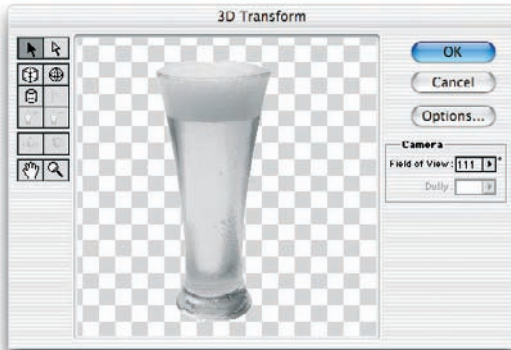 3D Transform
OK
Cancel
Options...
Camera
Field of View: 111 °
Dolly: